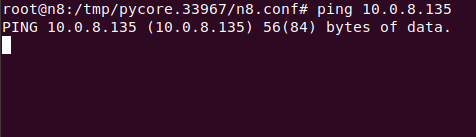 root@n8:/tmp/pycore.33967/n8.conf# ping 10.0.8.135
PING 10.0.8.135 (10.0.8.135) 56(84) bytes of data.